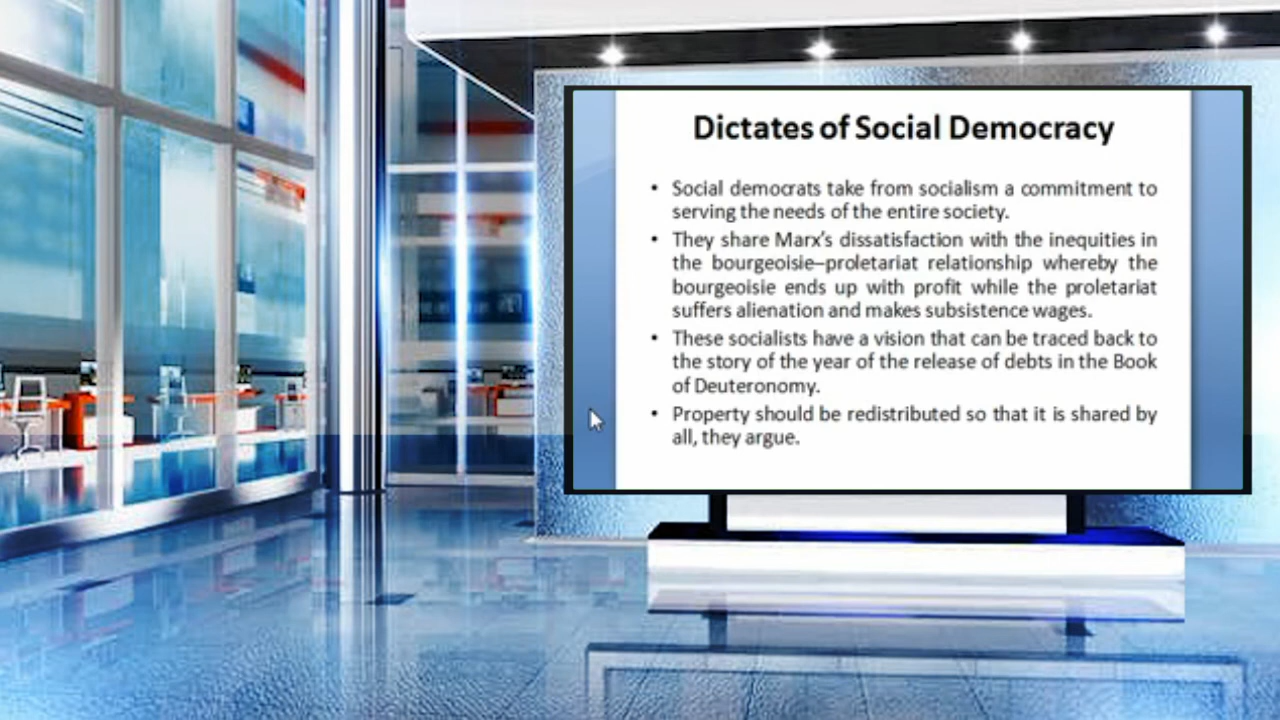 Dictates of Social Democracy
• Social democrats take from socialism a commitment to
serving the needs of the entire society.
• They share Marx's dissatisfaction with the inequities in
the bourgeoisie–proletariat relationship whereby the
bourgeoisie ends up with profit while the proletariat
suffers alienation and makes subsistence wages.
• These socialists have a vision that can be traced back to
the story of the year of the release of debts in the Book
of Deuteronomy.
• Property should be redistributed so that it is shared by
all, they argue.